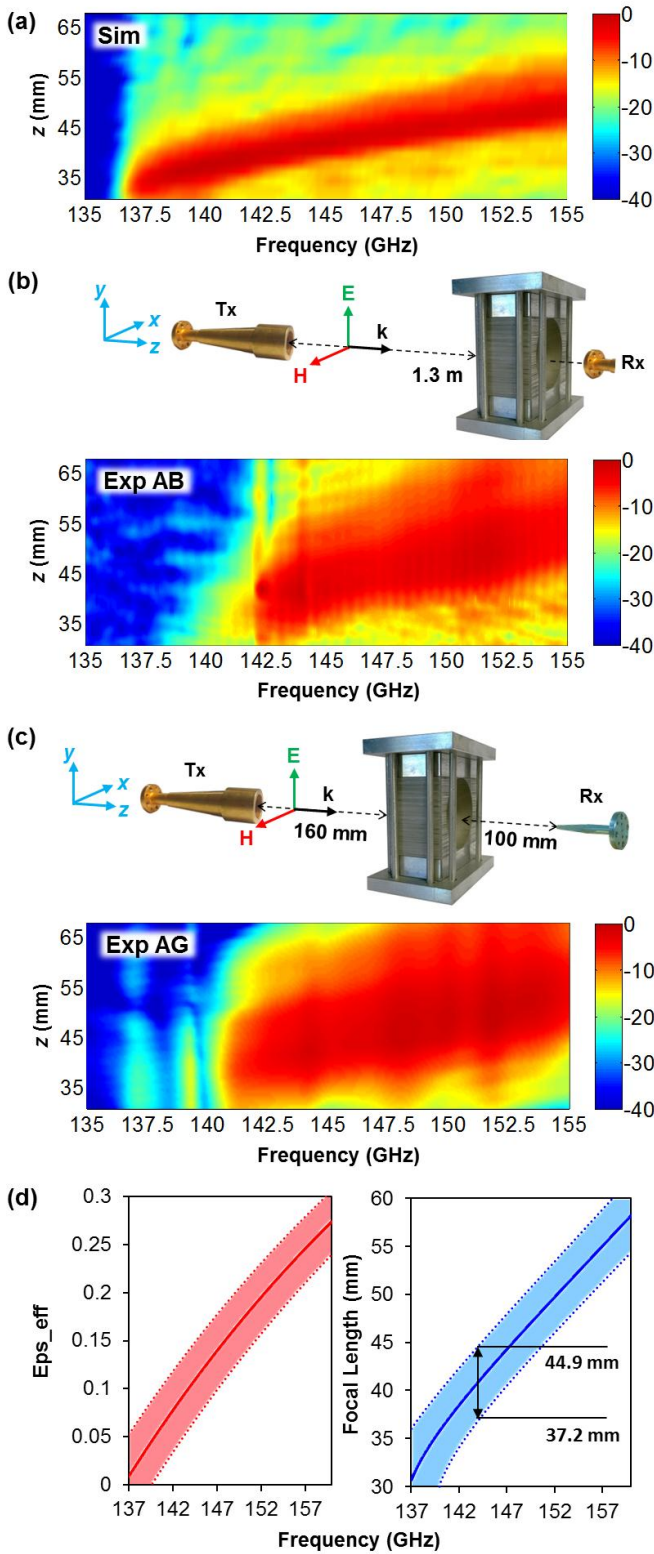 (a)
Sim
z (mm)
65
55
45
35
135 137.5 140 142.5 145 147.5 150 152.5 155
Frequency (GHz)
0
-10
-20
-30
-40
(b)
y
x
z
Tx
E
k
H
1.3 m
Rx
Exp AB
z (mm)
65
55
45
35
135 137.5 140 142.5 145 147.5 150 152.5 155
Frequency (GHz)
0
-10
-20
-30
-40
(c)
y
x
z
Tx
E
k
H
160 mm
100 mm
Rx
Exp AG
z (mm)
65
55
45
35
135 137.5 140 142.5 145 147.5 150 152.5 155
Frequency (GHz)
0
-10
-20
-30
-40
(d)
Eps_eff
0.3
0.25
0.2
0.15
0.1
0.05
0
137 142 147 152 157
Focal Length (mm)
60
55
50
45
40
35
30
44.9 mm
37.2 mm
137 142 147 152 157
Frequency (GHz)